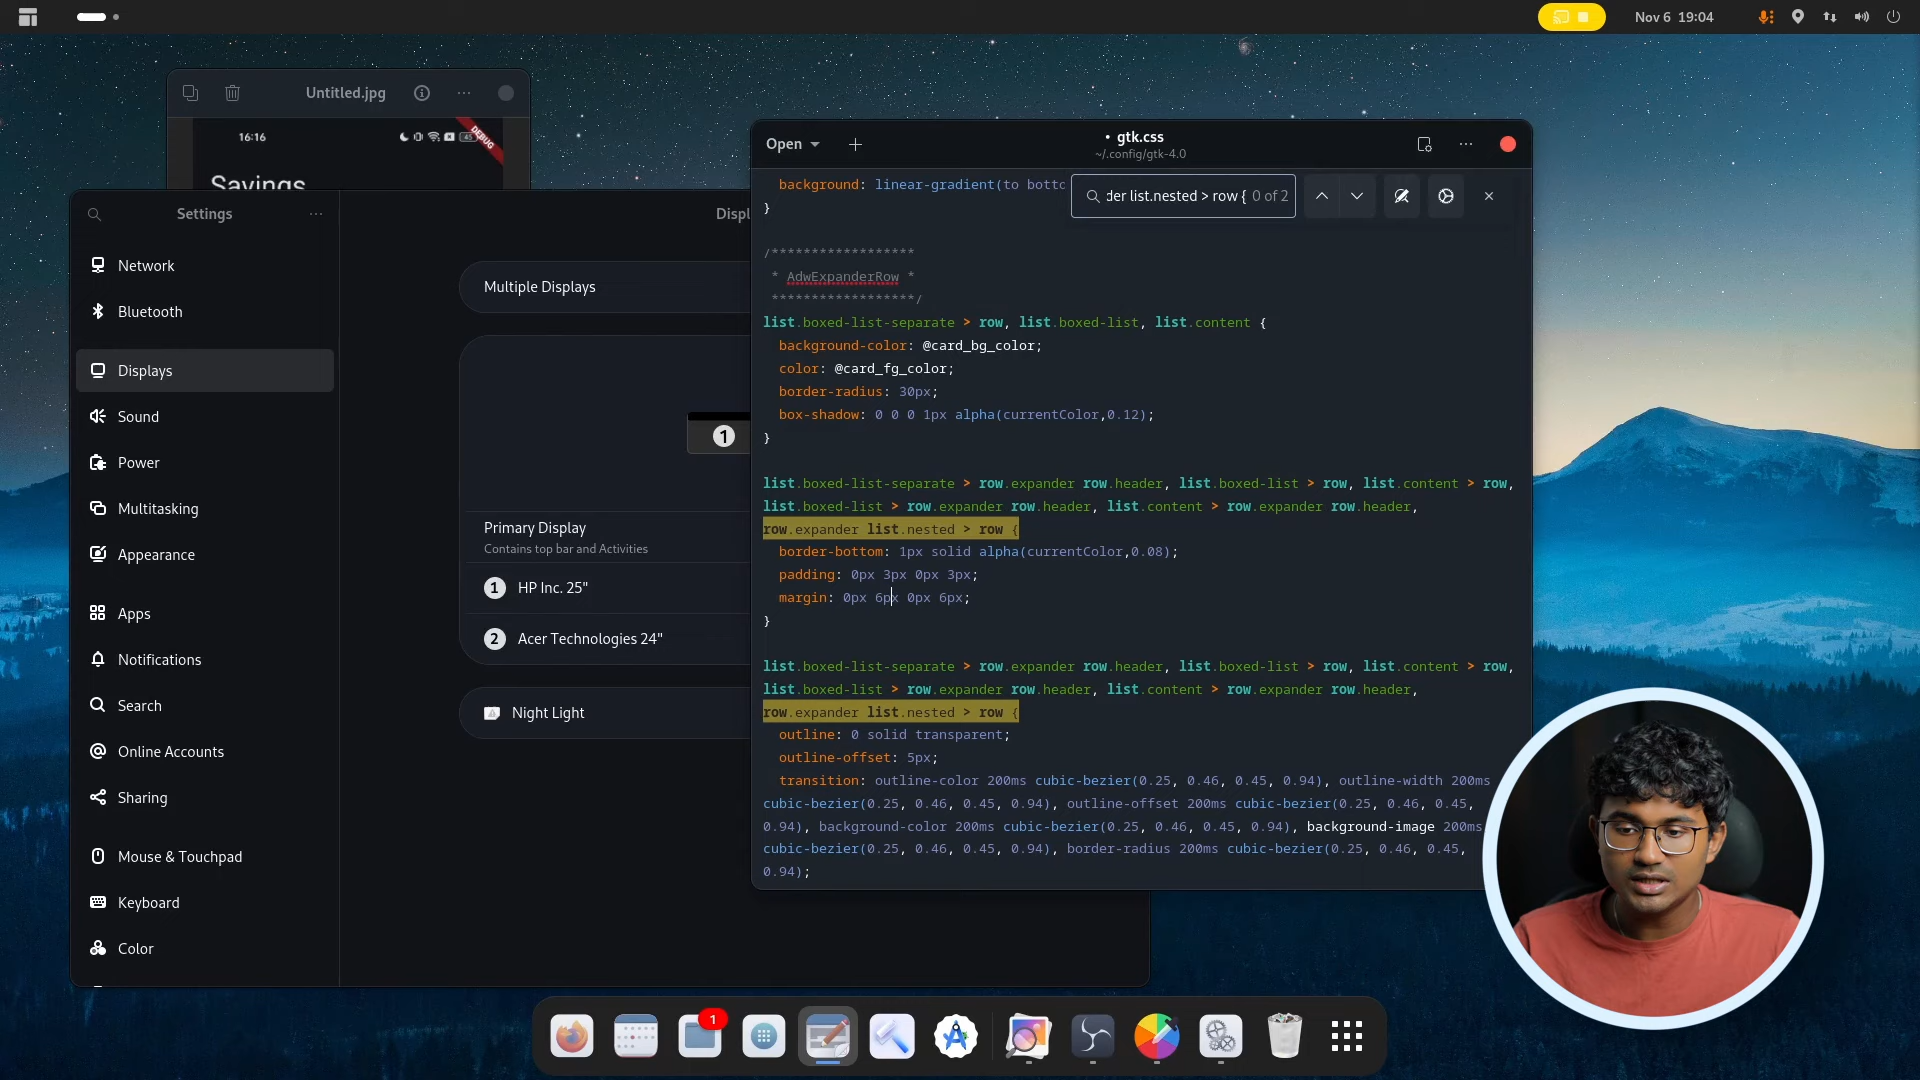 Nov 6 19:04
Untitled.jpg
16:16
45
DEBUG
Savings
Open
• gtk.css
~/.config/gtk-4.0
der list.nested > row { 0 of 2
background: linear-gradient(to botto
}
/******************
* AdwExpanderRow *
******************/
list.boxed-list-separate > row, list.boxed-list, list.content {
background-color: @card_bg_color;
color: @card_fg_color;
border-radius: 30px;
box-shadow: 0 0 0 1px alpha(currentColor,0.12);
}
list.boxed-list-separate > row.expander row.header, list.boxed-list > row, list.content > row,
list.boxed-list > row.expander row.header, list.content > row.expander row.header,
row.expander list.nested > row {
border-bottom: 1px solid alpha(currentColor,0.08);
padding: 0px 3px 0px 3px;
margin: 0px 6px 0px 6px;
}
list.boxed-list-separate > row.expander row.header, list.boxed-list > row, list.content > row,
list.boxed-list > row.expander row.header, list.content > row.expander row.header,
row.expander list.nested > row {
outline: 0 solid transparent;
outline-offset: 5px;
transition: outline-color 200ms cubic-bezier(0.25, 0.46, 0.45, 0.94), outline-width 200ms
cubic-bezier(0.25, 0.46, 0.45, 0.94), outline-offset 200ms cubic-bezier(0.25, 0.46, 0.45,
0.94), background-color 200ms cubic-bezier(0.25, 0.46, 0.45, 0.94), background-image 200ms
cubic-bezier(0.25, 0.46, 0.45, 0.94), border-radius 200ms cubic-bezier(0.25, 0.46, 0.45,
0.94);
Settings
Displ
Network
Bluetooth
Displays
Sound
Power
Multitasking
Appearance
Apps
Notifications
Search
Online Accounts
Sharing
Mouse & Touchpad
Keyboard
Color
Multiple Displays
1
Primary Display
Contains top bar and Activities
1 HP Inc. 25"
2 Acer Technologies 24"
Night Light
1